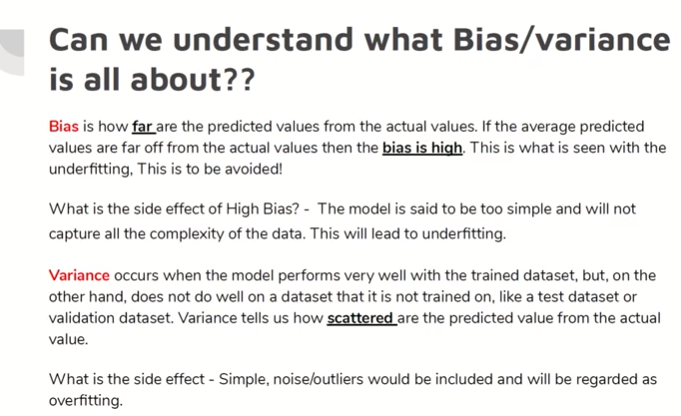 Can we understand what Bias/variance
is all about??
Bias is how far are the predicted values from the actual values. If the average predicted
values are far off from the actual values then the bias is high. This is what is seen with the
underfitting, This is to be avoided!
What is the side effect of High Bias? - The model is said to be too simple and will not
capture all the complexity of the data. This will lead to underfitting.
Variance occurs when the model performs very well with the trained dataset, but, on the
other hand, does not do well on a dataset that it is not trained on, like a test dataset or
validation dataset. Variance tells us how scattered are the predicted value from the actual
value.
What is the side effect - Simple, noise/outliers would be included and will be regarded as
overfitting.